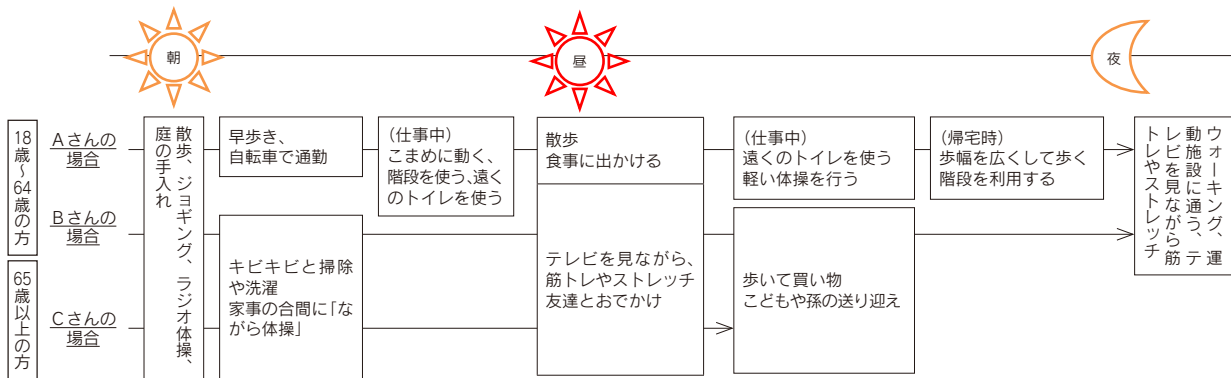 朝
昼
夜
18歳～64歳の方
65歳以上の方
Aさんの
場合
Bさんの
場合
Cさんの
場合
散歩、ジョギング、ラジオ体操、
庭の手入れ
早歩き、
自転車で通勤
(仕事中)
こまめに動く、
階段を使う、遠く
のトイレを使う
散歩
食事に出かける
(仕事中)
遠くのトイレを使う
軽い体操を行う
(帰宅時)
歩幅を広くして歩く
階段を利用する
キビキビと掃除
や洗濯
家事の合間に「な
がら体操」
テレビを見ながら、
筋トレやストレッチ
友達とおでかけ
歩いて買い物
こどもや孫の送り迎え
ウォーキング、運
動施設に通う、テ
レビを見ながら筋
トレやストレッチ